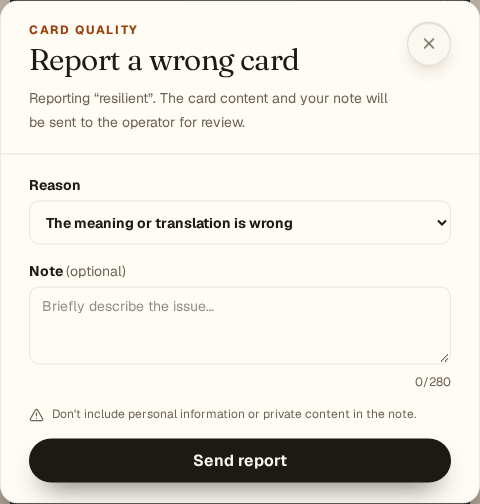 CARD QUALITY
Report a wrong card
Reporting “resilient”. The card content and your note will
be sent to the operator for review.
Reason
The meaning or translation is wrong
Note (optional)
Briefly describe the issue…
0/280
Don't include personal information or private content in the note.
Send report